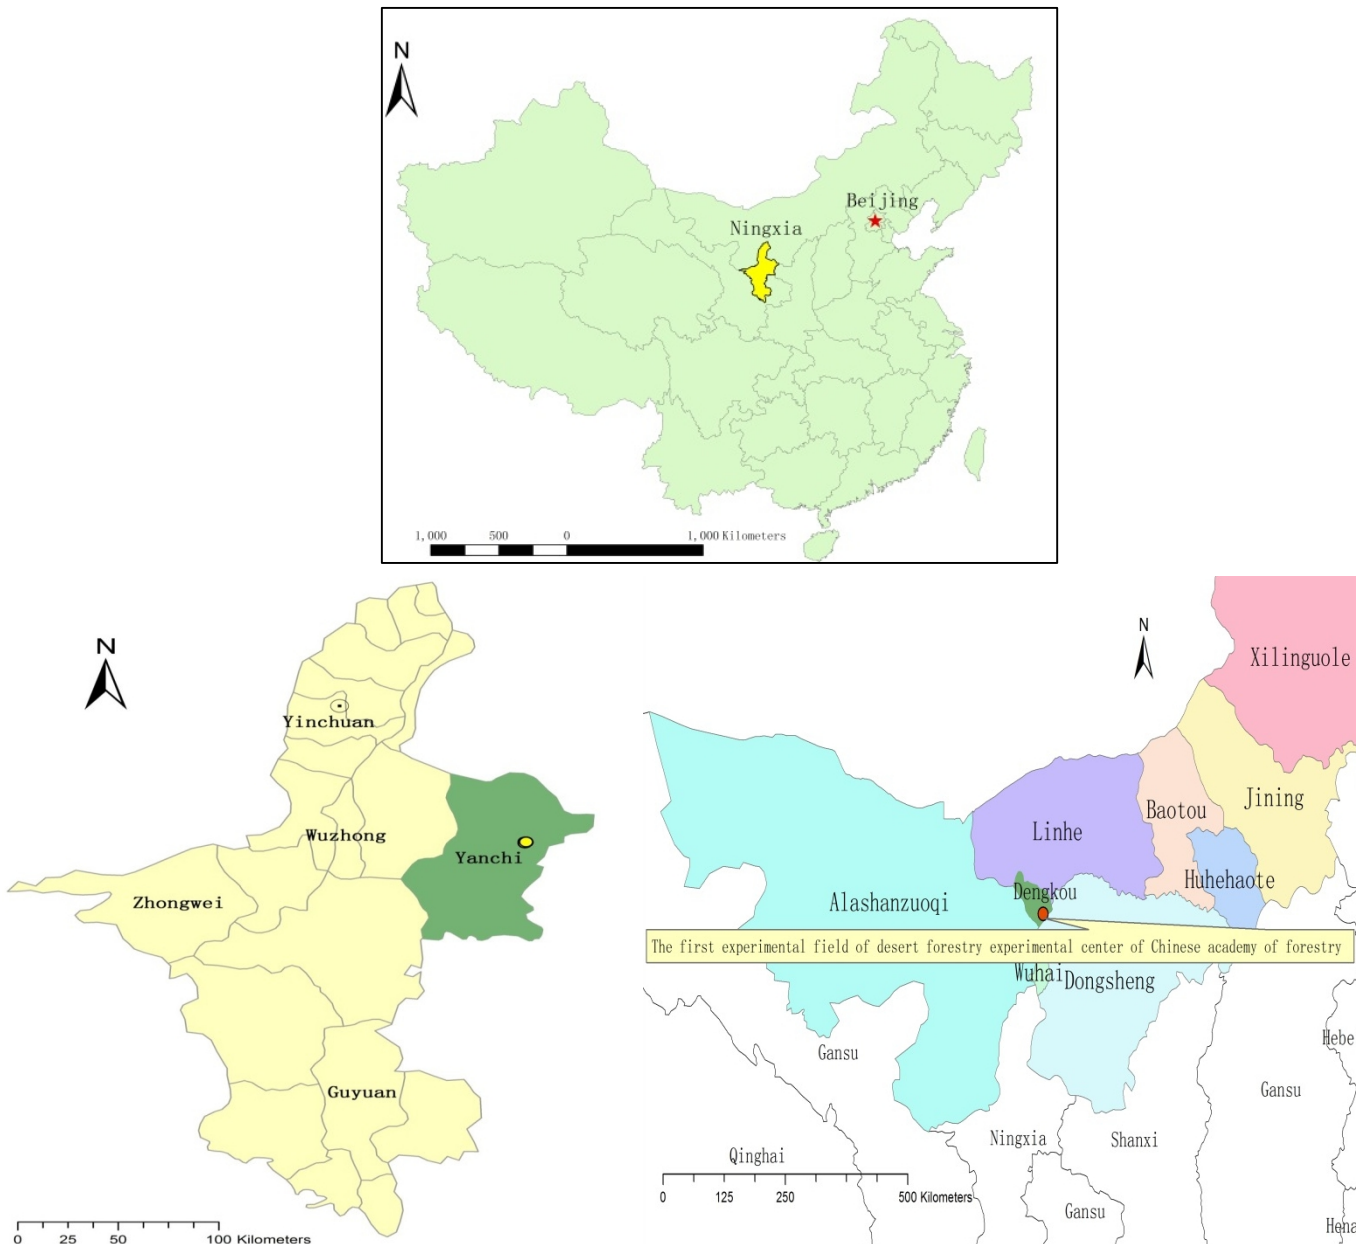 N
Beijing
Ningxia
1,000 500 0 1,000 Kilometers
N
Yinchuan
Wuzhong
Yanchi
Zhongwei
Guyuan
0 25 50 100 Kilometers
N
Xilinguole
Jining
Baotou
Linhe
Huhehaote
Dengkou
Alashanzuoqi
The first experimental field of desert forestry experimental center of Chinese academy of forestry
Wuhai
Dongsheng
Gansu
Hebe
Gansu
Ningxia
Shanxi
Qinghai
0 125 250 500 Kilometers
Gansu
Hena